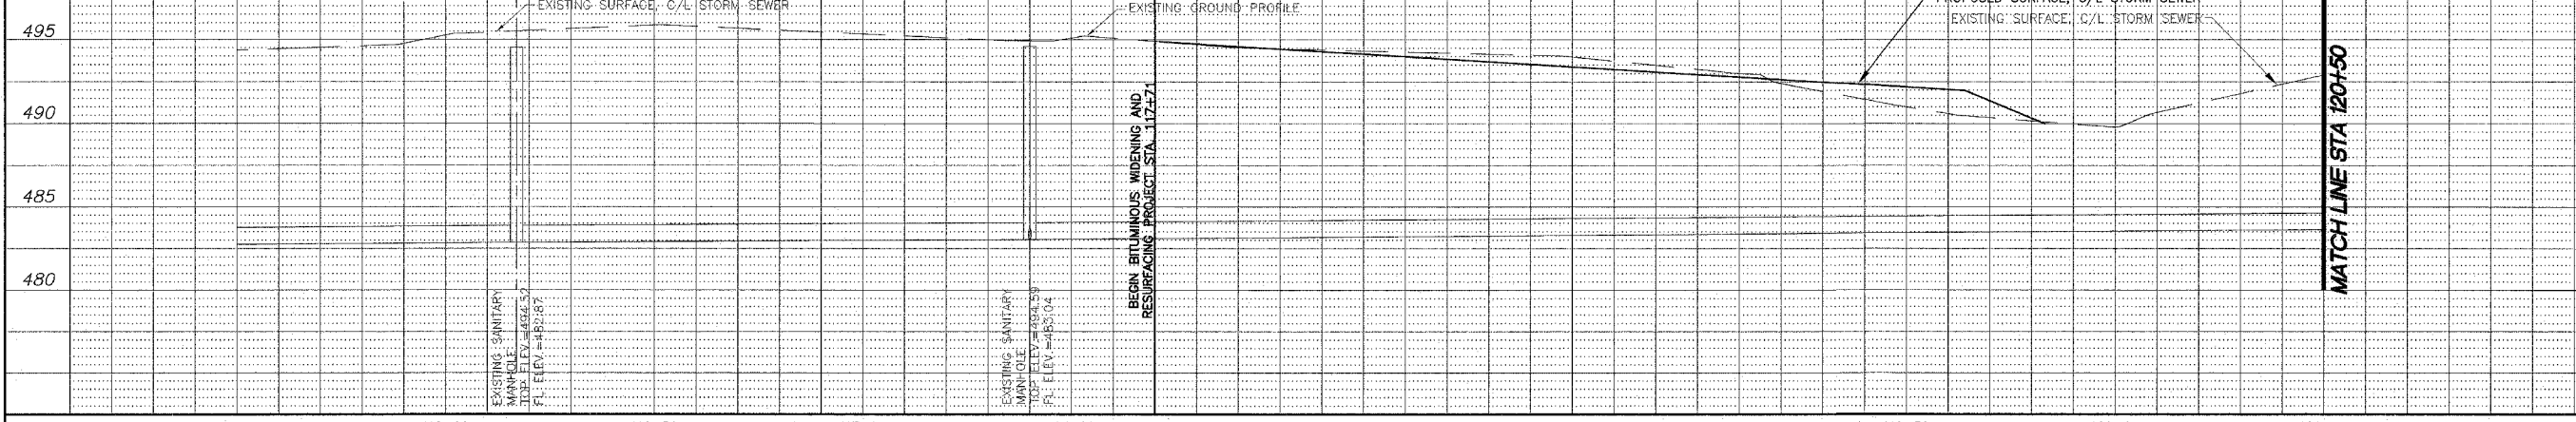 EXISTING SURFACE, C/L STORM SEWER
EXISTING GROUND PROFILE
PROPOSED SURFACE, C/L STORM SEWER
EXISTING SURFACE, C/L STORM SEWER
495
490
485
480
EXISTING SANITARY
MANHOLE
TOP ELEV.=494.52
FL ELEV.=482.87
EXISTING SANITARY
MANHOLE
TOP ELEV.=494.59
FL ELEV.=483.04
BEGIN BITUMINOUS WIDENING AND
RESURFACING PROJECT STA. 117+71
MATCH LINE STA 120+50